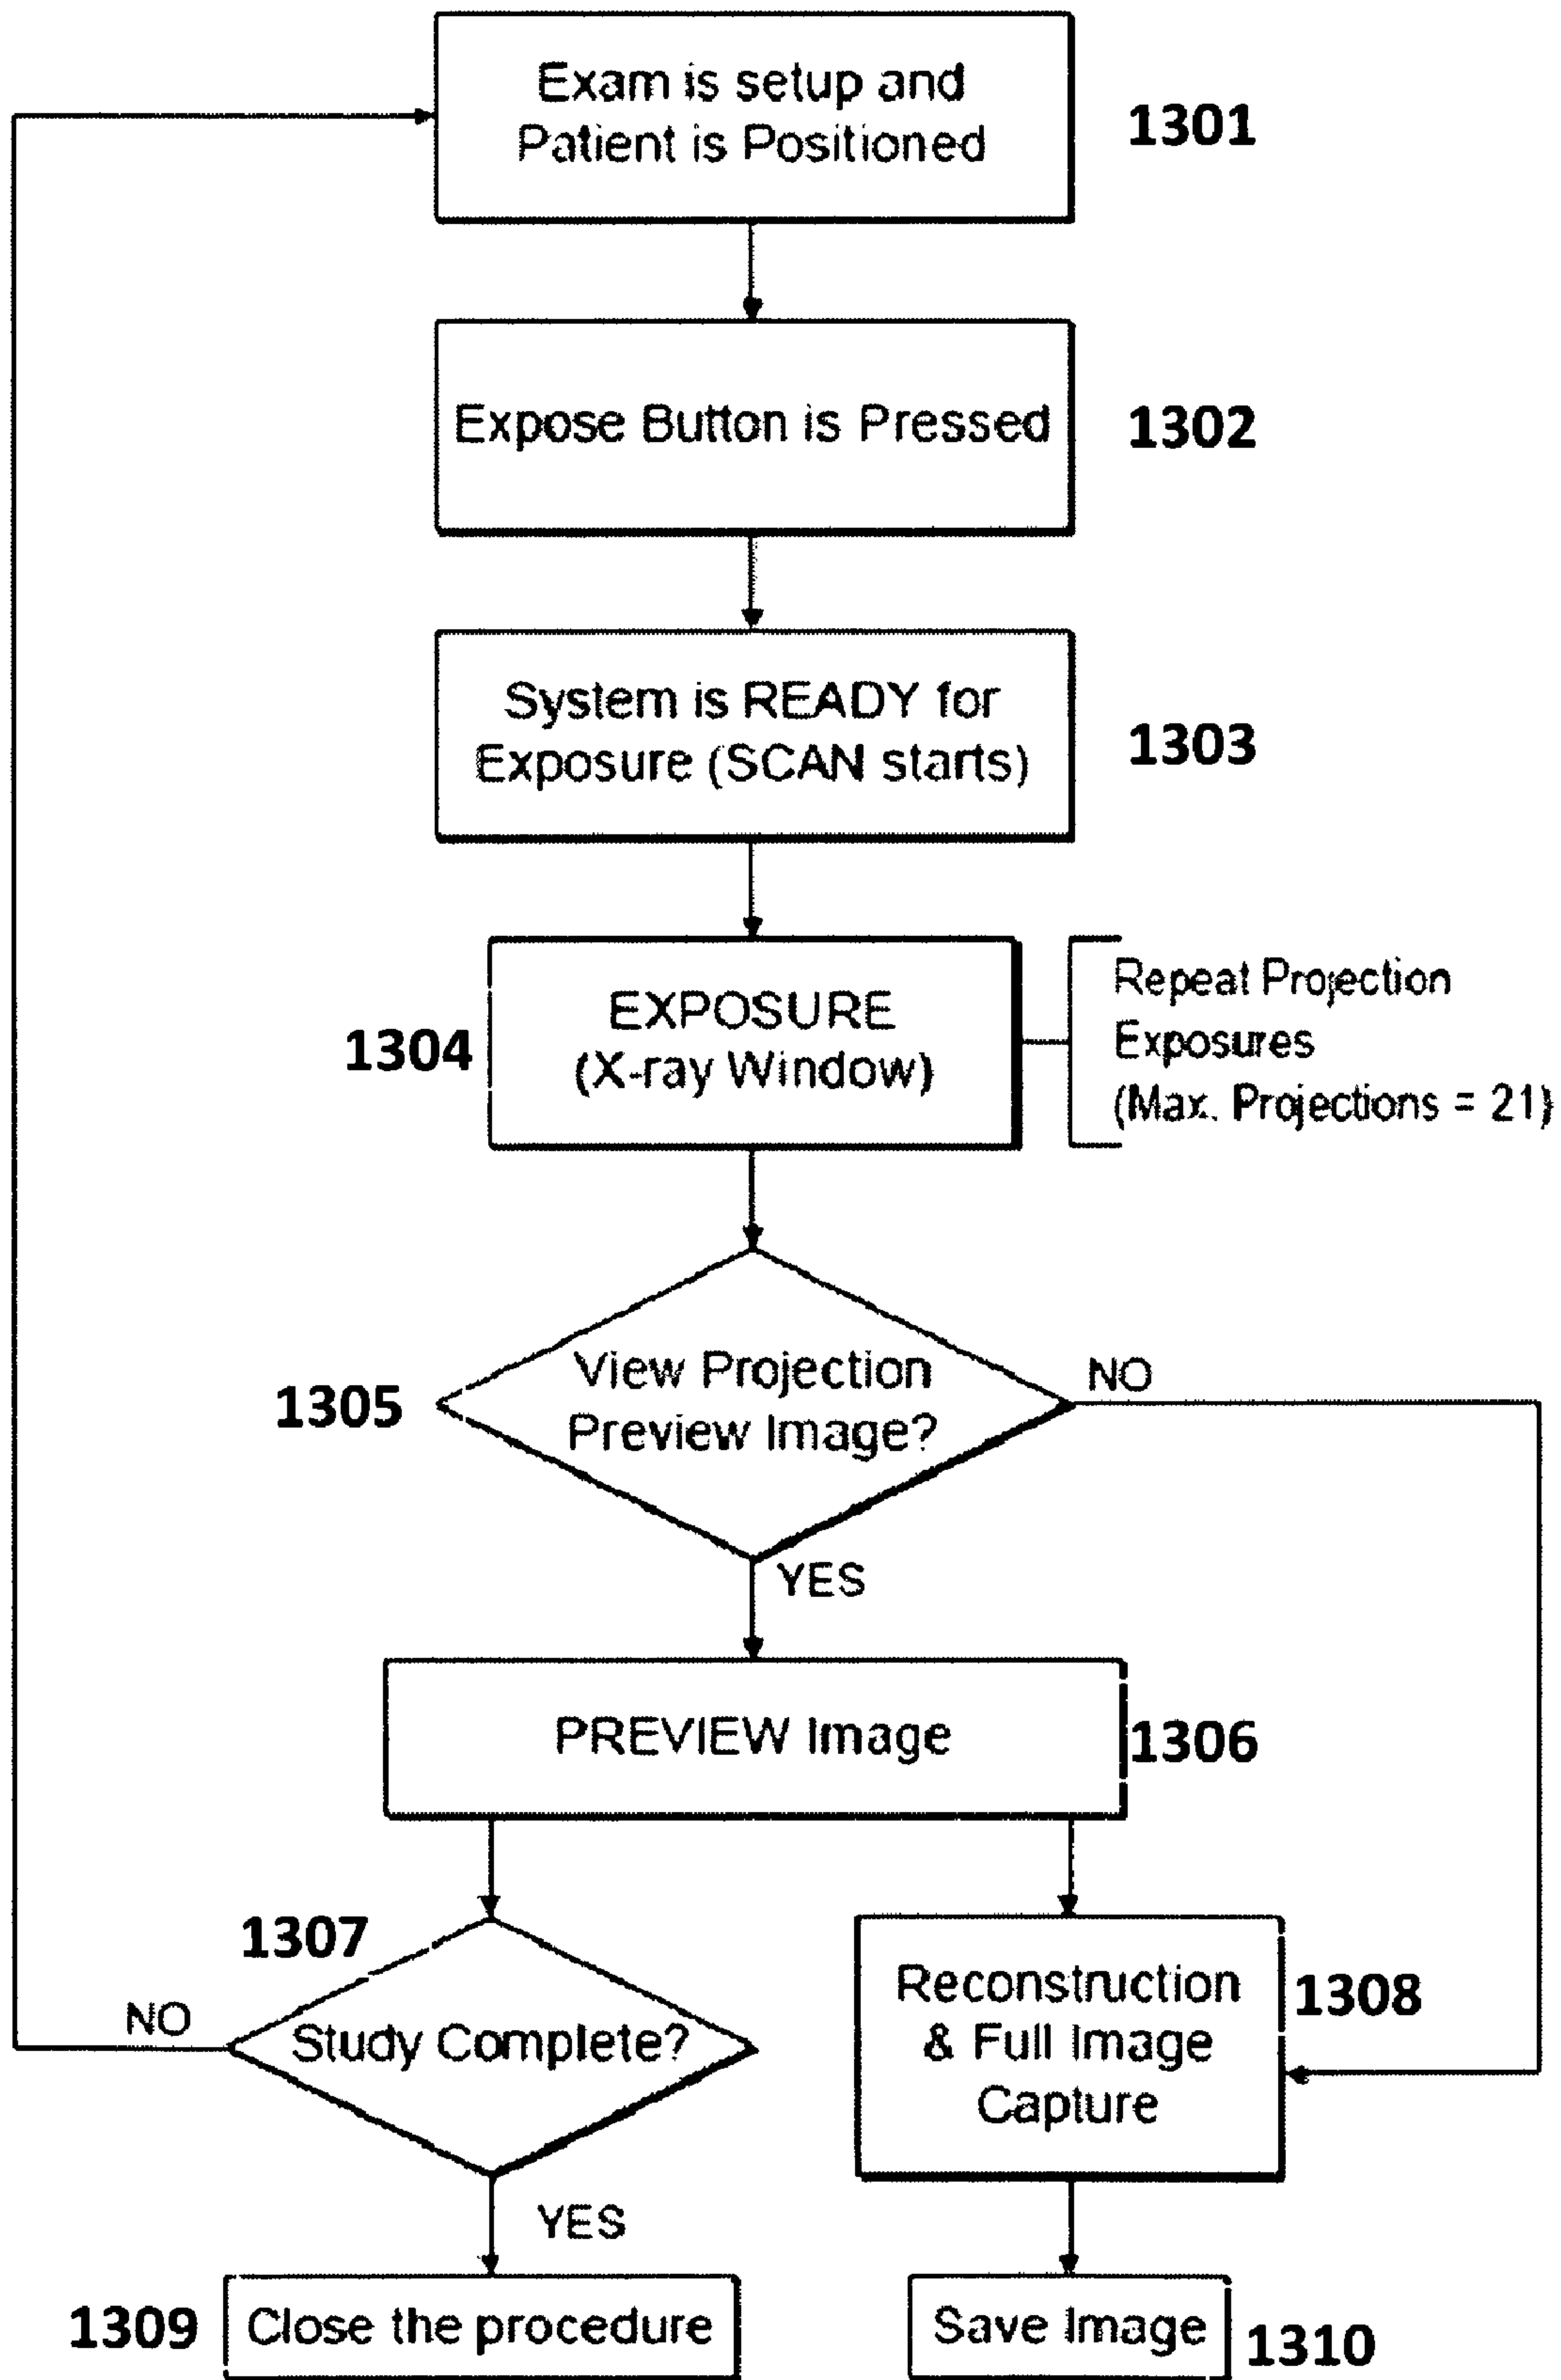 Exam is setup and
Patient is Positioned
1301
Expose Button is Pressed
1302
System is READY for
Exposure (SCAN starts)
1303
EXPOSURE
(X-ray Window)
1304
Repeat Projection
Exposures
(Max. Projections = 21)
View Projection
Preview Image?
1305
NO
YES
PREVIEW Image
1306
1307
Study Complete?
NO
YES
Reconstruction
& Full Image
Capture
1308
1309
Close the procedure
Save Image
1310